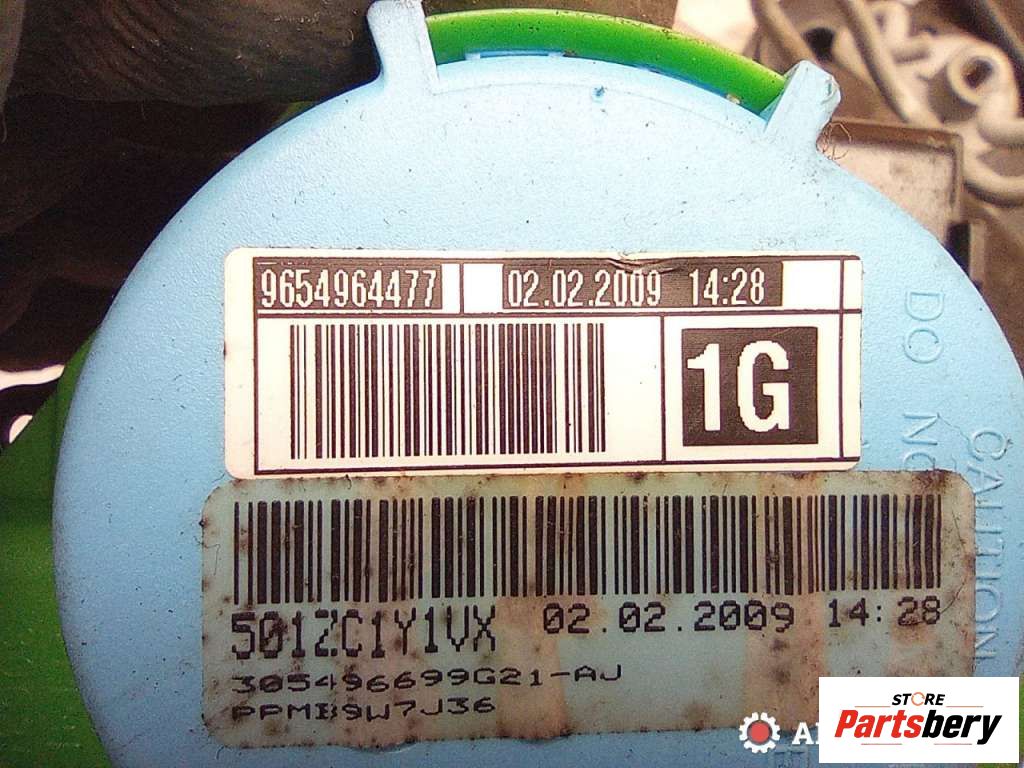 9654964477 02.02.2009 14:28
1G
501ZC1Y1VX 02.02.2009 14:28
305496699G21-AJ
PPMB9W7J36
DO NO
CAUTION
STORE
Partsbery